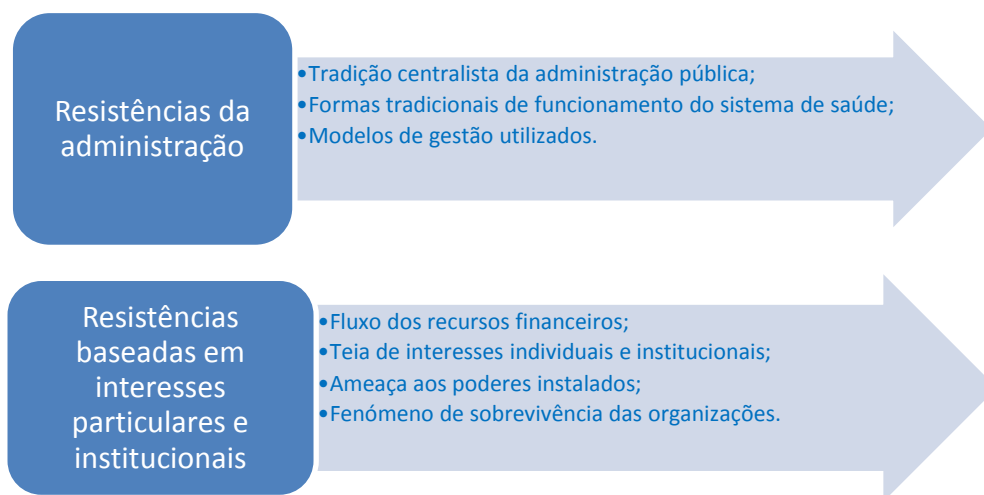 Resistências da
administração
•Tradição centralista da administração pública;
•Formas tradicionais de funcionamento do sistema de saúde;
•Modelos de gestão utilizados.
Resistências
baseadas em
interesses
particulares e
institucionais
•Fluxo dos recursos financeiros;
•Teia de interesses individuais e institucionais;
•Ameaça aos poderes instalados;
•Fenómeno de sobrevivência das organizações.